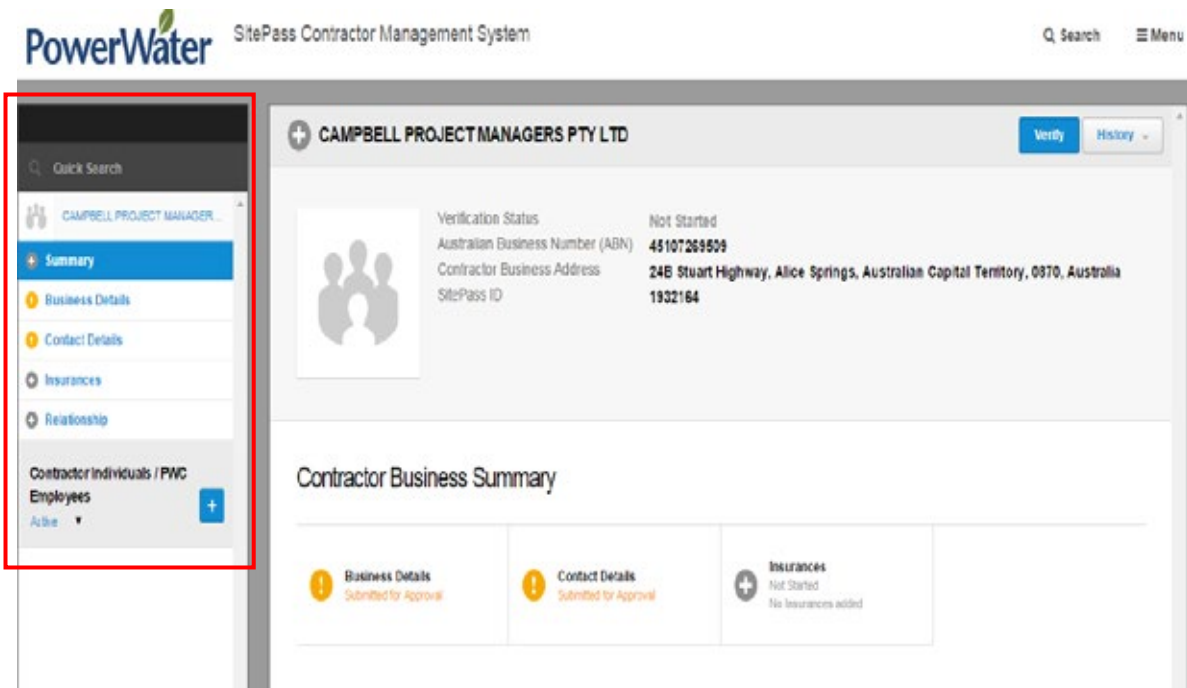 PowerWater
SitePass Contractor Management System
Search
Menu
Quick Search
CAMPBELL PROJECT MANAGER...
Summary
Business Details
Contact Details
Insurances
Relationship
Contractor Individuals / PWC
Employees
Active
+
CAMPBELL PROJECT MANAGERS PTY LTD
Verify
History
Verification Status Not Started
Australian Business Number (ABN) 45107269509
Contractor Business Address 24B Stuart Highway, Alice Springs, Australian Capital Territory, 0870, Australia
SitePass ID 1932164
Contractor Business Summary
Business Details
Submitted for Approval
Contact Details
Submitted for Approval
Insurances
Not Started
No Insurances added